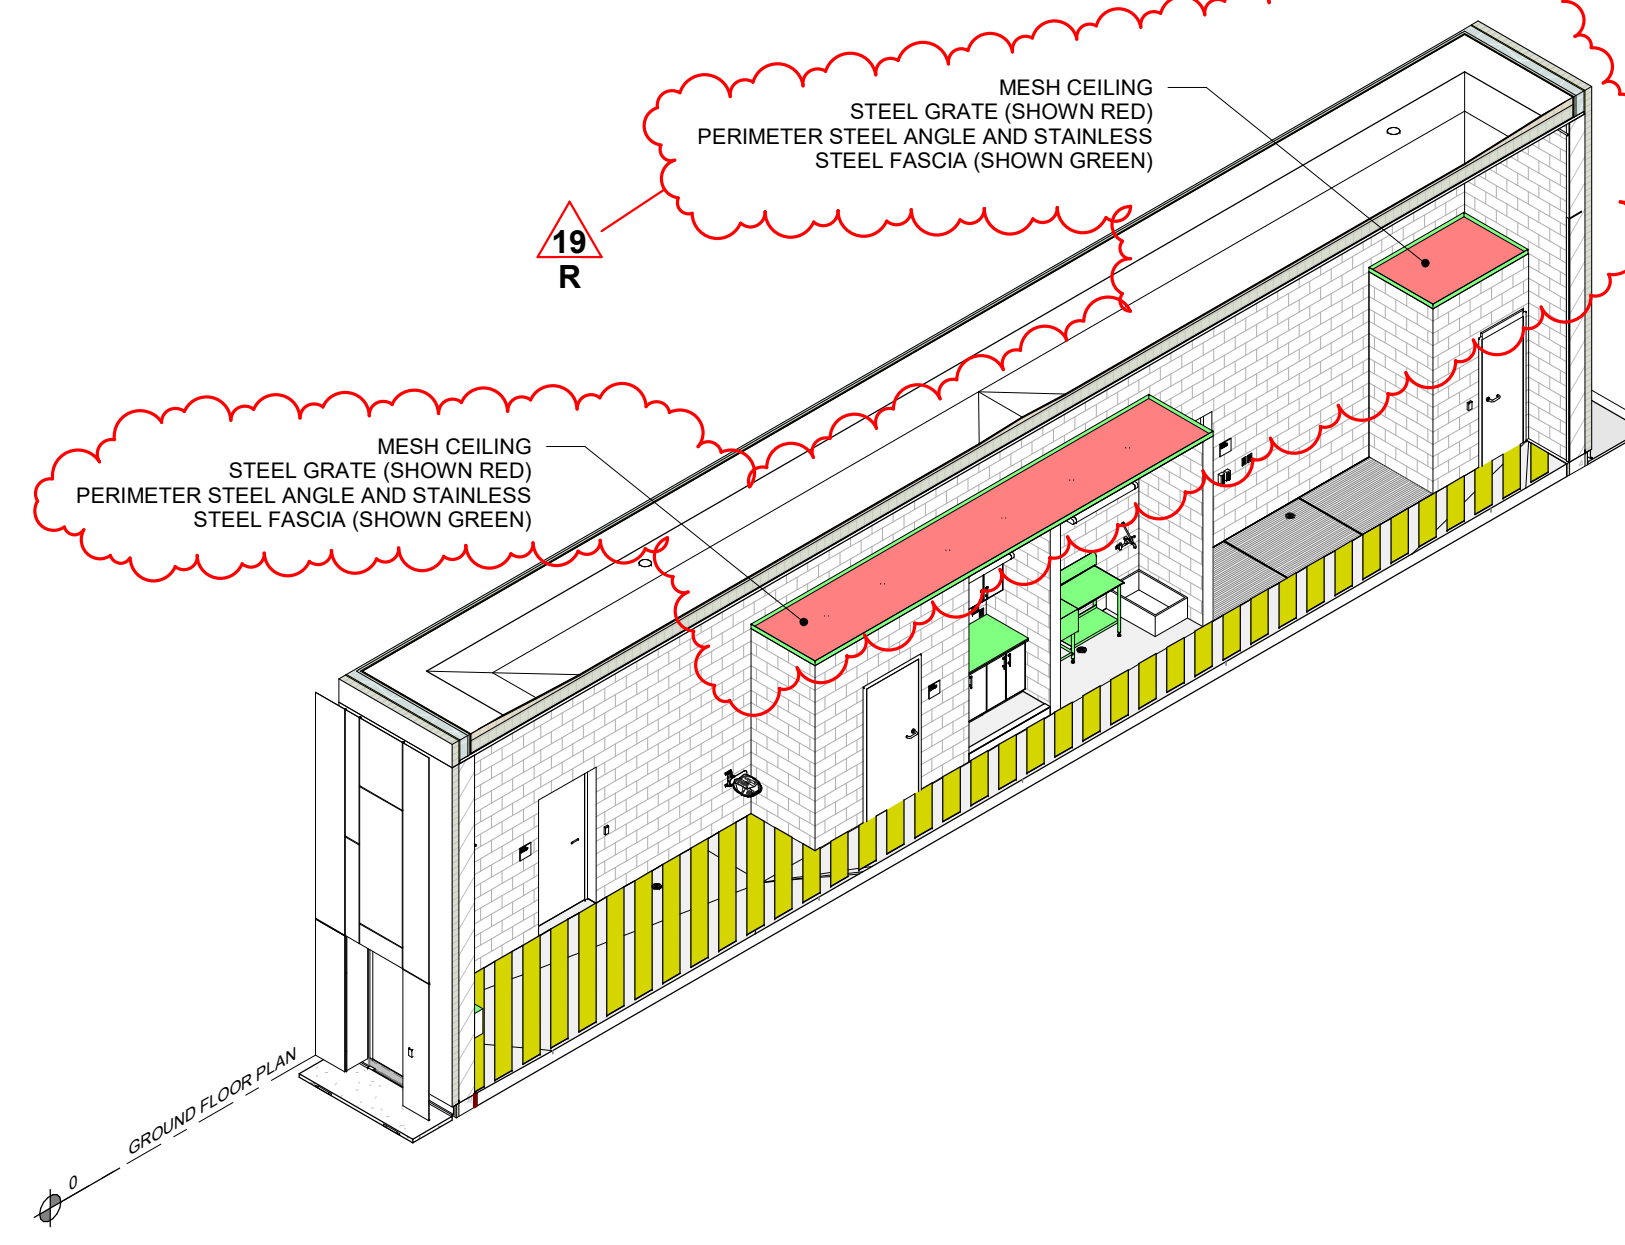 MESH CEILING
STEEL GRATE (SHOWN RED)
PERIMETER STEEL ANGLE AND STAINLESS
STEEL FASCIA (SHOWN GREEN)
19
R
MESH CEILING
STEEL GRATE (SHOWN RED)
PERIMETER STEEL ANGLE AND STAINLESS
STEEL FASCIA (SHOWN GREEN)
GROUND FLOOR PLAN
0